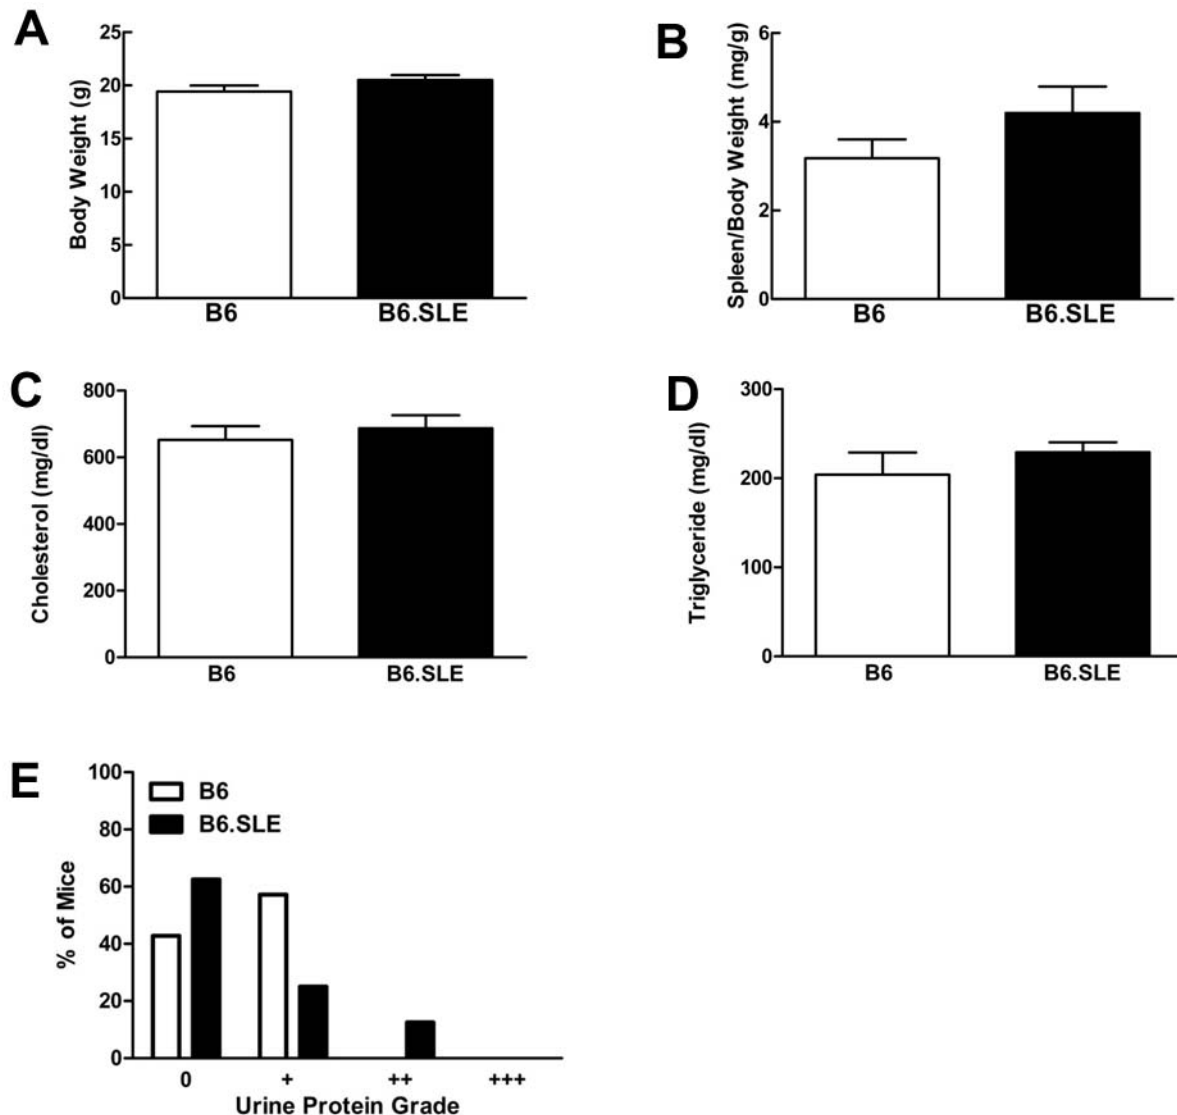 A
Body Weight (g)
25
20
15
10
5
0
B6 B6.SLE
B
Spleen/Body Weight (mg/g)
6
4
2
0
B6 B6.SLE
C
Cholesterol (mg/dl)
800
600
400
200
0
B6 B6.SLE
D
Triglyceride (mg/dl)
300
200
100
0
B6 B6.SLE
E
% of Mice
100
80
60
40
20
0
B6
B6.SLE
0 + ++ +++
Urine Protein Grade